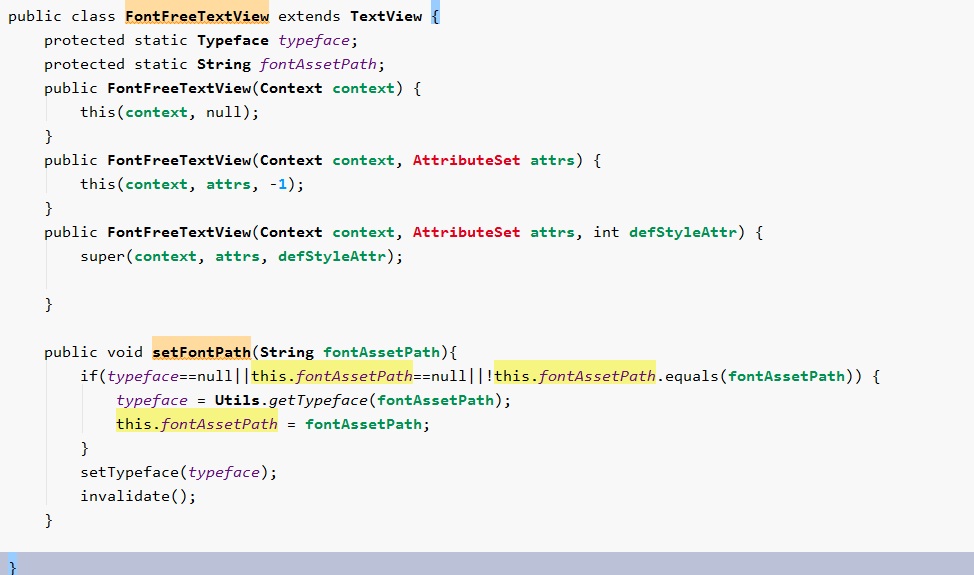 public class FontFreeTextView extends TextView {
protected static Typeface typeface;
protected static String fontAssetPath;
public FontFreeTextView(Context context) {
this(context, null);
}
public FontFreeTextView(Context context, AttributeSet attrs) {
this(context, attrs, -1);
}
public FontFreeTextView(Context context, AttributeSet attrs, int defStyleAttr) {
super(context, attrs, defStyleAttr);
}
public void setFontPath(String fontAssetPath){
if(typeface==null||this.fontAssetPath==null||!this.fontAssetPath.equals(fontAssetPath)) {
typeface = Utils.getTypeface(fontAssetPath);
this.fontAssetPath = fontAssetPath;
}
setTypeface(typeface);
invalidate();
}
}